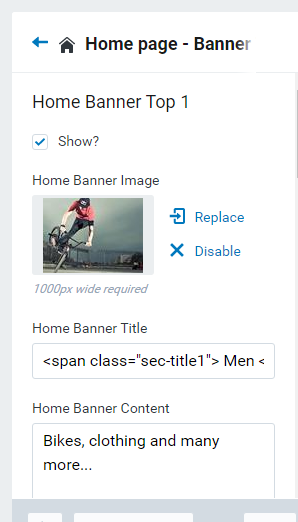 Home page - Banner
Home Banner Top 1
Show?
Home Banner Image
Replace
Disable
1000px wide required
Home Banner Title
<span class="sec-title1"> Men <
Home Banner Content
Bikes, clothing and many
more...